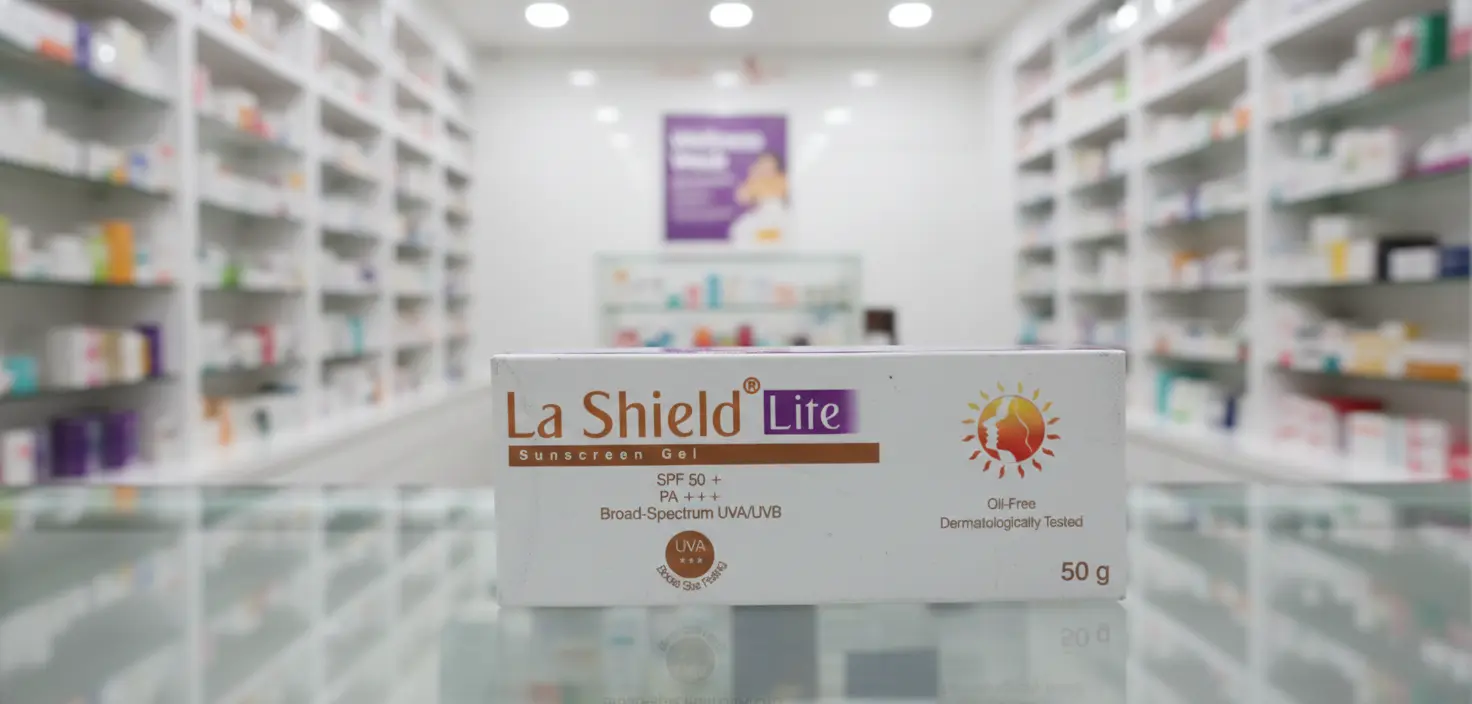 La Shield® Lite
Sunscreen Gel
SPF 50 +
PA + + +
Broad-Spectrum UVA/UVB
UVA
★★★
Oil-Free
Dermatologically Tested
50 g